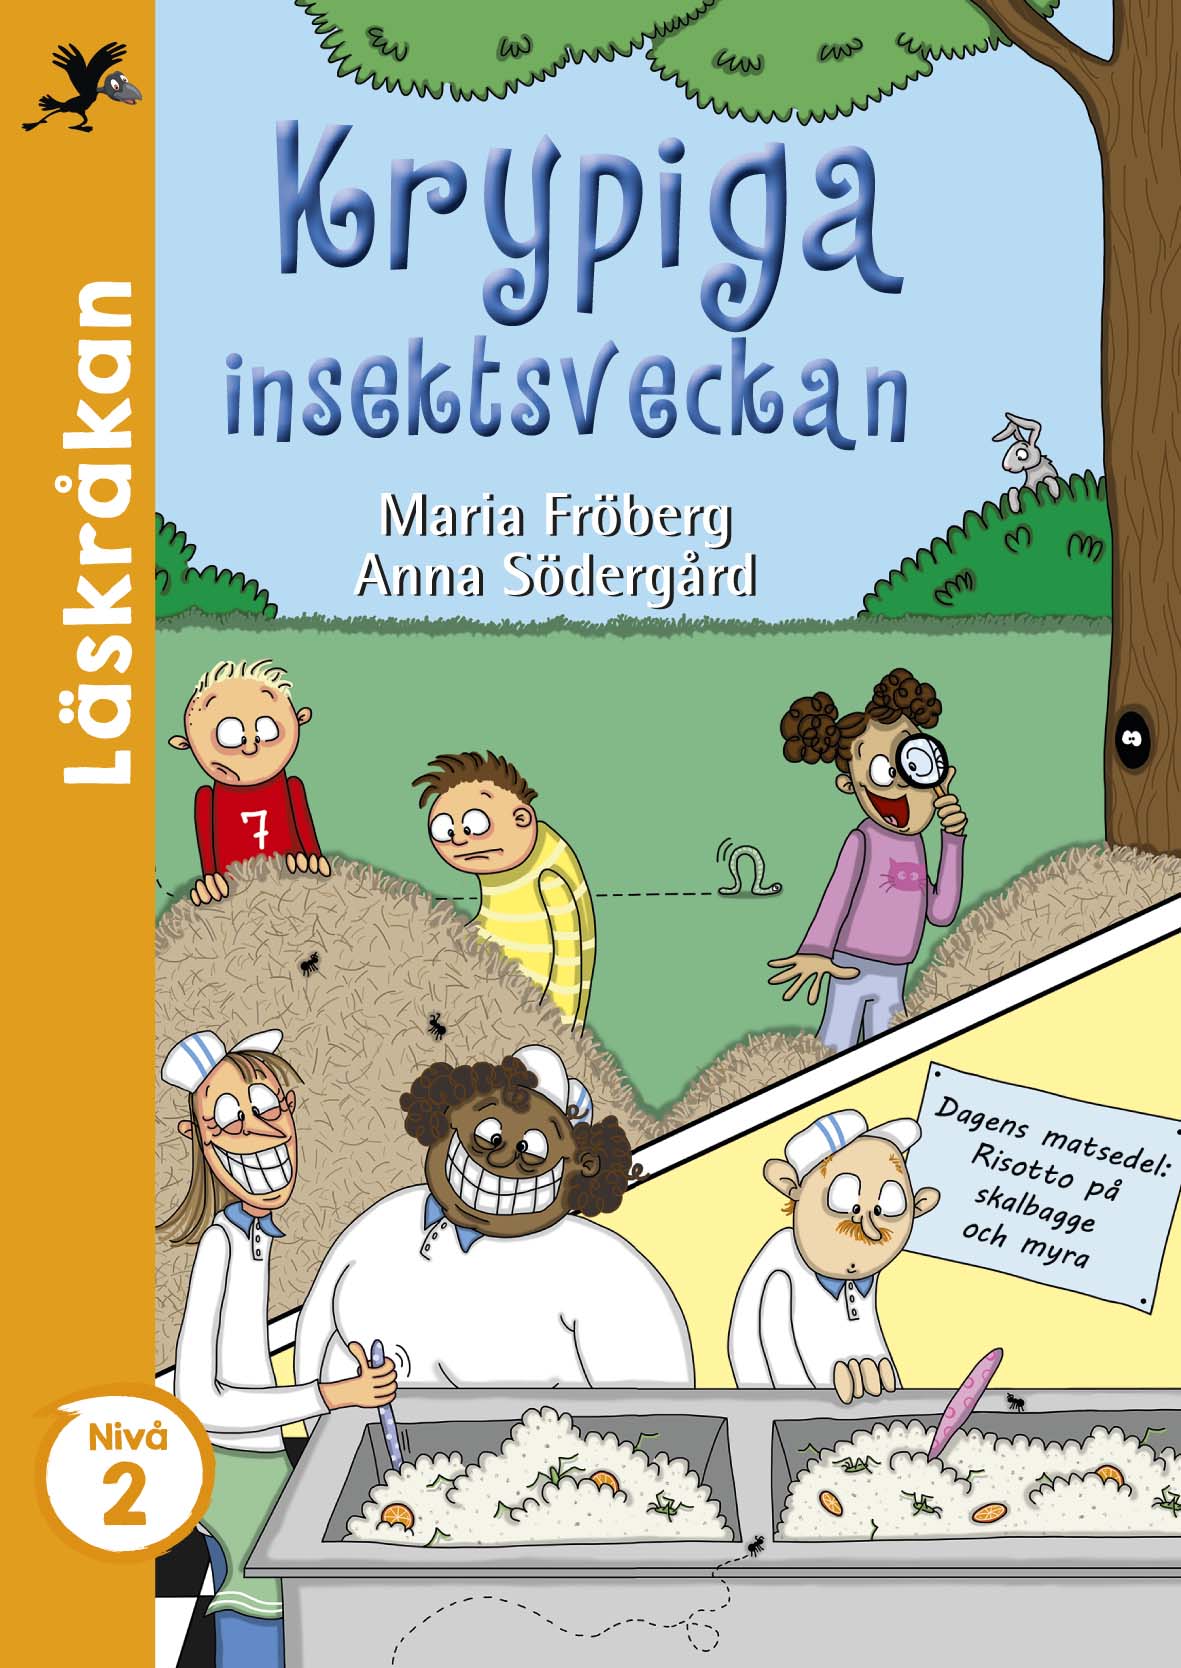 Läskråkan
Krypiga
insektsveckan
Maria Fröberg
Anna Södergård
7
Dagens matsedel:
Risotto på
skalbagge
och myra
Nivå
2